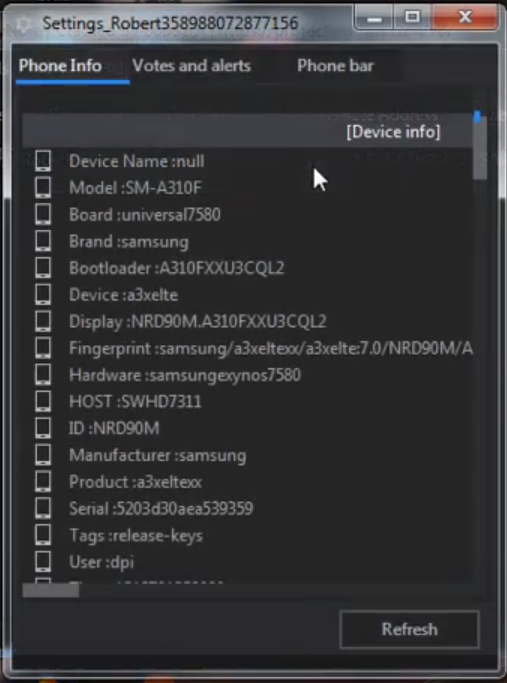 Settings_Robert358988072877156
Phone Info Votes and alerts Phone bar
[Device info]
Device Name :null
Model :SM-A310F
Board :universal7580
Brand :samsung
Bootloader :A310FXXU3CQL2
Device :a3xelte
Display :NRD90M.A310FXXU3CQL2
Fingerprint :samsung/a3xeltexx/a3xelte:7.0/NRD90M/A
Hardware :samsungexynos7580
HOST :SWHD7311
ID :NRD90M
Manufacturer :samsung
Product :a3xeltexx
Serial :5203d30aea539359
Tags :release-keys
User :dpi
Refresh